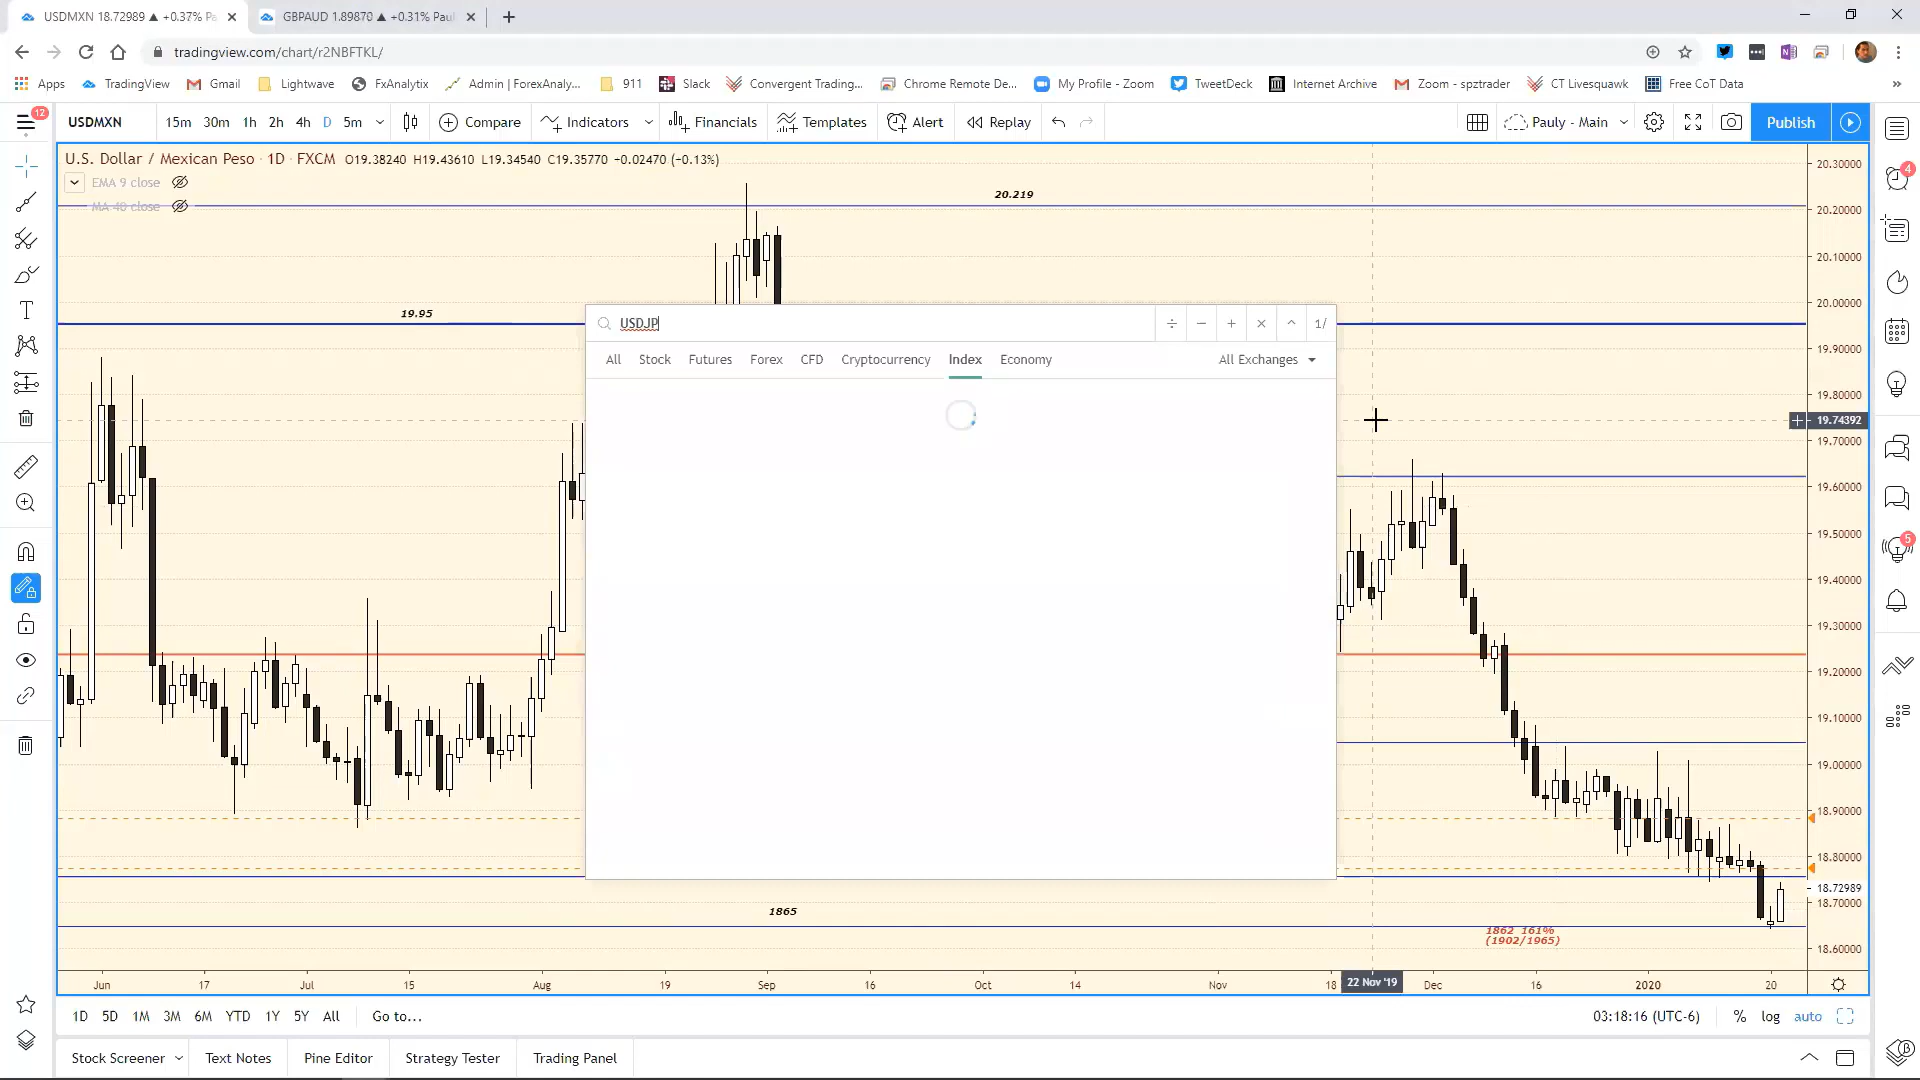 USDMXN 18.72989 ▲ +0.37% Pa
GBPAUD 1.89870 ▲ +0.31% Paul
tradingview.com/chart/r2NBFTKL/
Apps TradingView Gmail Lightwave FxAnalytix Admin | ForexAnaly... 911 Slack Convergent Trading... Chrome Remote De... My Profile - Zoom TweetDeck Internet Archive Zoom - spztrader CT Livesquawk Free CoT Data »
12 USDMXN 15m 30m 1h 2h 4h D 5m Compare Indicators Financials Templates Alert Replay Pauly - Main Publish
U.S. Dollar / Mexican Peso · 1D · FXCM O19.38240 H19.43610 L19.34540 C19.35770 −0.02470 (−0.13%)
EMA 9 close
MA 40 close
20.219
19.95
USDJP
÷ − + × ^ 1/
All Stock Futures Forex CFD Cryptocurrency Index Economy All Exchanges
1865
1862 161%
(1902/1965)
20.30000
20.20000
20.10000
20.00000
19.90000
19.80000
19.74392
19.70000
19.60000
19.50000
19.40000
19.30000
19.20000
19.10000
19.00000
18.90000
18.80000
18.72989
18.70000
18.60000
4
5
Jun 17 Jul 15 Aug 19 Sep 16 Oct 14 Nov 18 22 Nov '19 Dec 16 2020 20
1D 5D 1M 3M 6M YTD 1Y 5Y All Go to... 03:18:16 (UTC-6) % log auto
Stock Screener Text Notes Pine Editor Strategy Tester Trading Panel